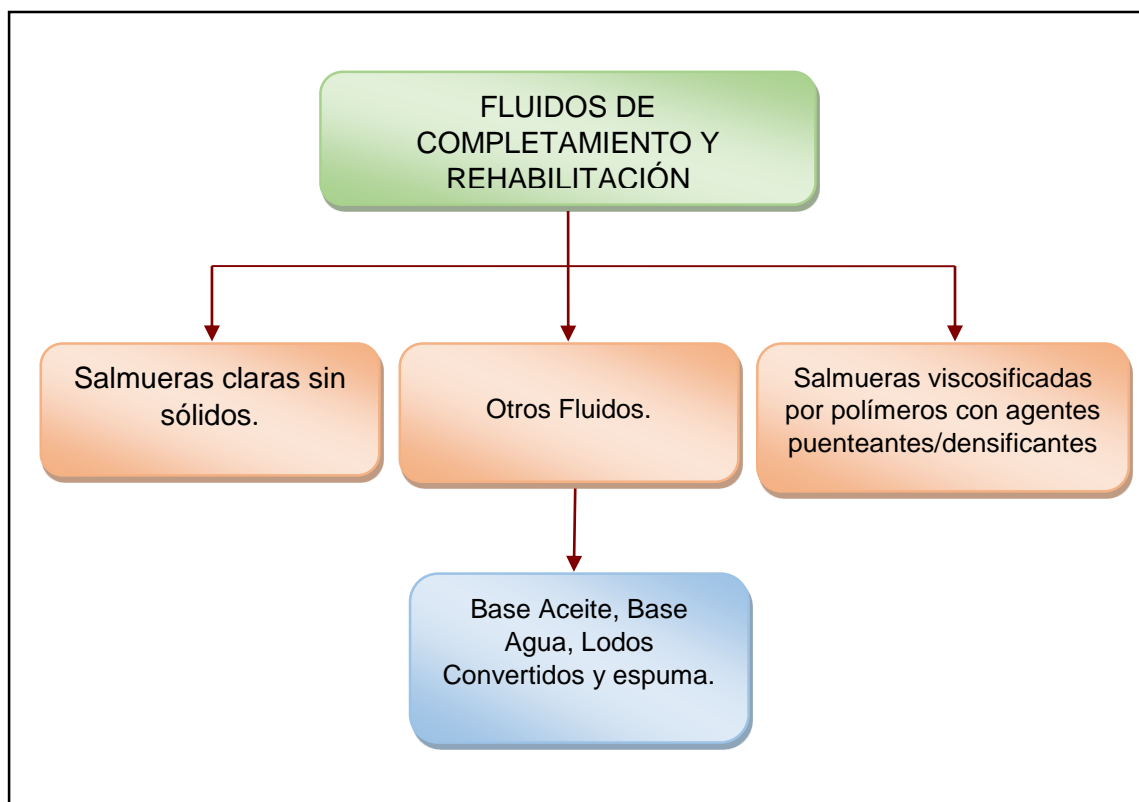 FLUIDOS DE
COMPLETAMIENTO Y
REHABILITACIÓN
Salmueras claras sin
sólidos.
Otros Fluidos.
Salmueras viscosificadas
por polímeros con agentes
puenteantes/densificantes
Base Aceite, Base
Agua, Lodos
Convertidos y espuma.